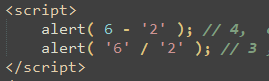 <script>
alert( 6 - '2' ); // 4,
alert( '6' / '2' ); // 3
</script>